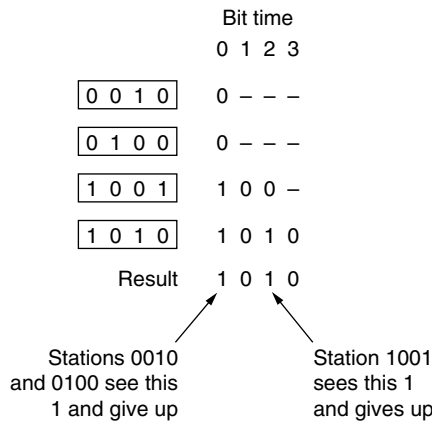 Bit time
0 1 2 3
0 0 1 0 0 – – –
0 1 0 0 0 – – –
1 0 0 1 1 0 0 –
1 0 1 0 1 0 1 0
Result 1 0 1 0
Stations 0010
and 0100 see this
1 and give up
Station 1001
sees this 1
and gives up